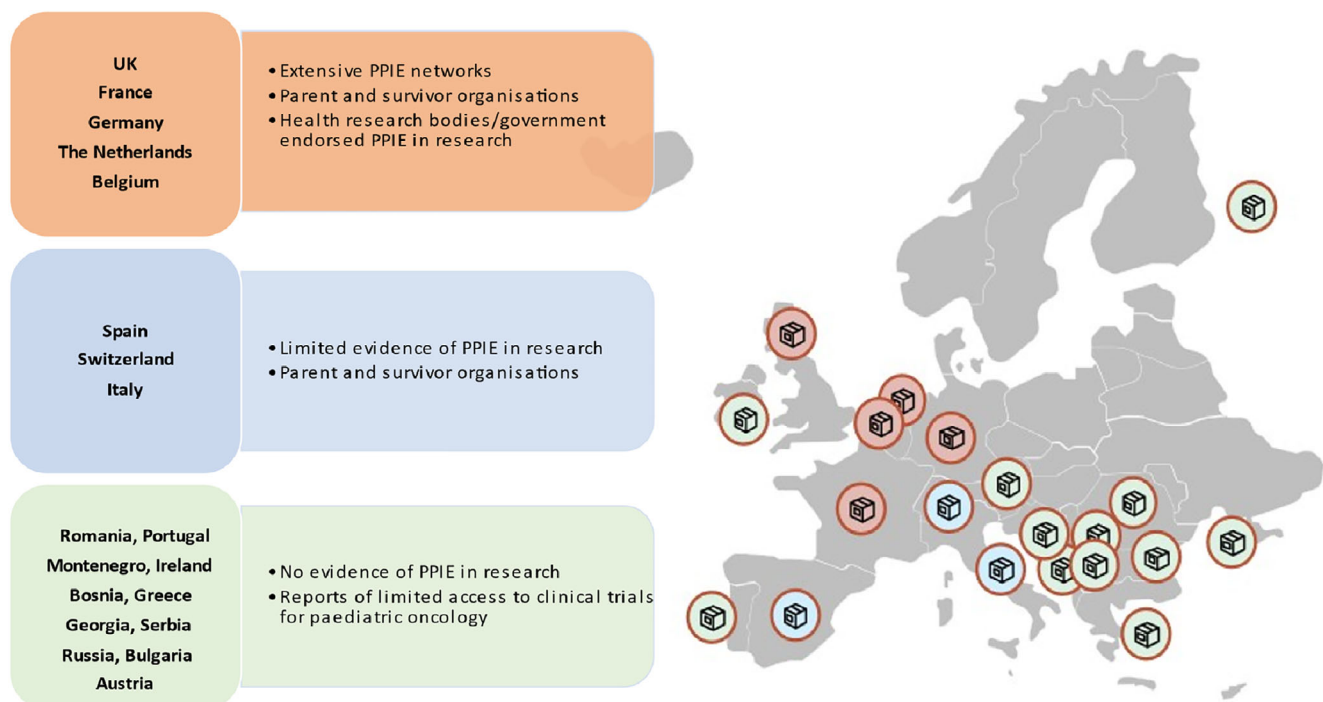 UK
France
Germany
The Netherlands
Belgium
• Extensive PPIE networks
• Parent and survivor organisations
• Health research bodies/government
endorsed PPIE in research
Spain
Switzerland
Italy
• Limited evidence of PPIE in research
• Parent and survivor organisations
Romania, Portugal
Montenegro, Ireland
Bosnia, Greece
Georgia, Serbia
Russia, Bulgaria
Austria
• No evidence of PPIE in research
• Reports of limited access to clinical trials
for paediatric oncology